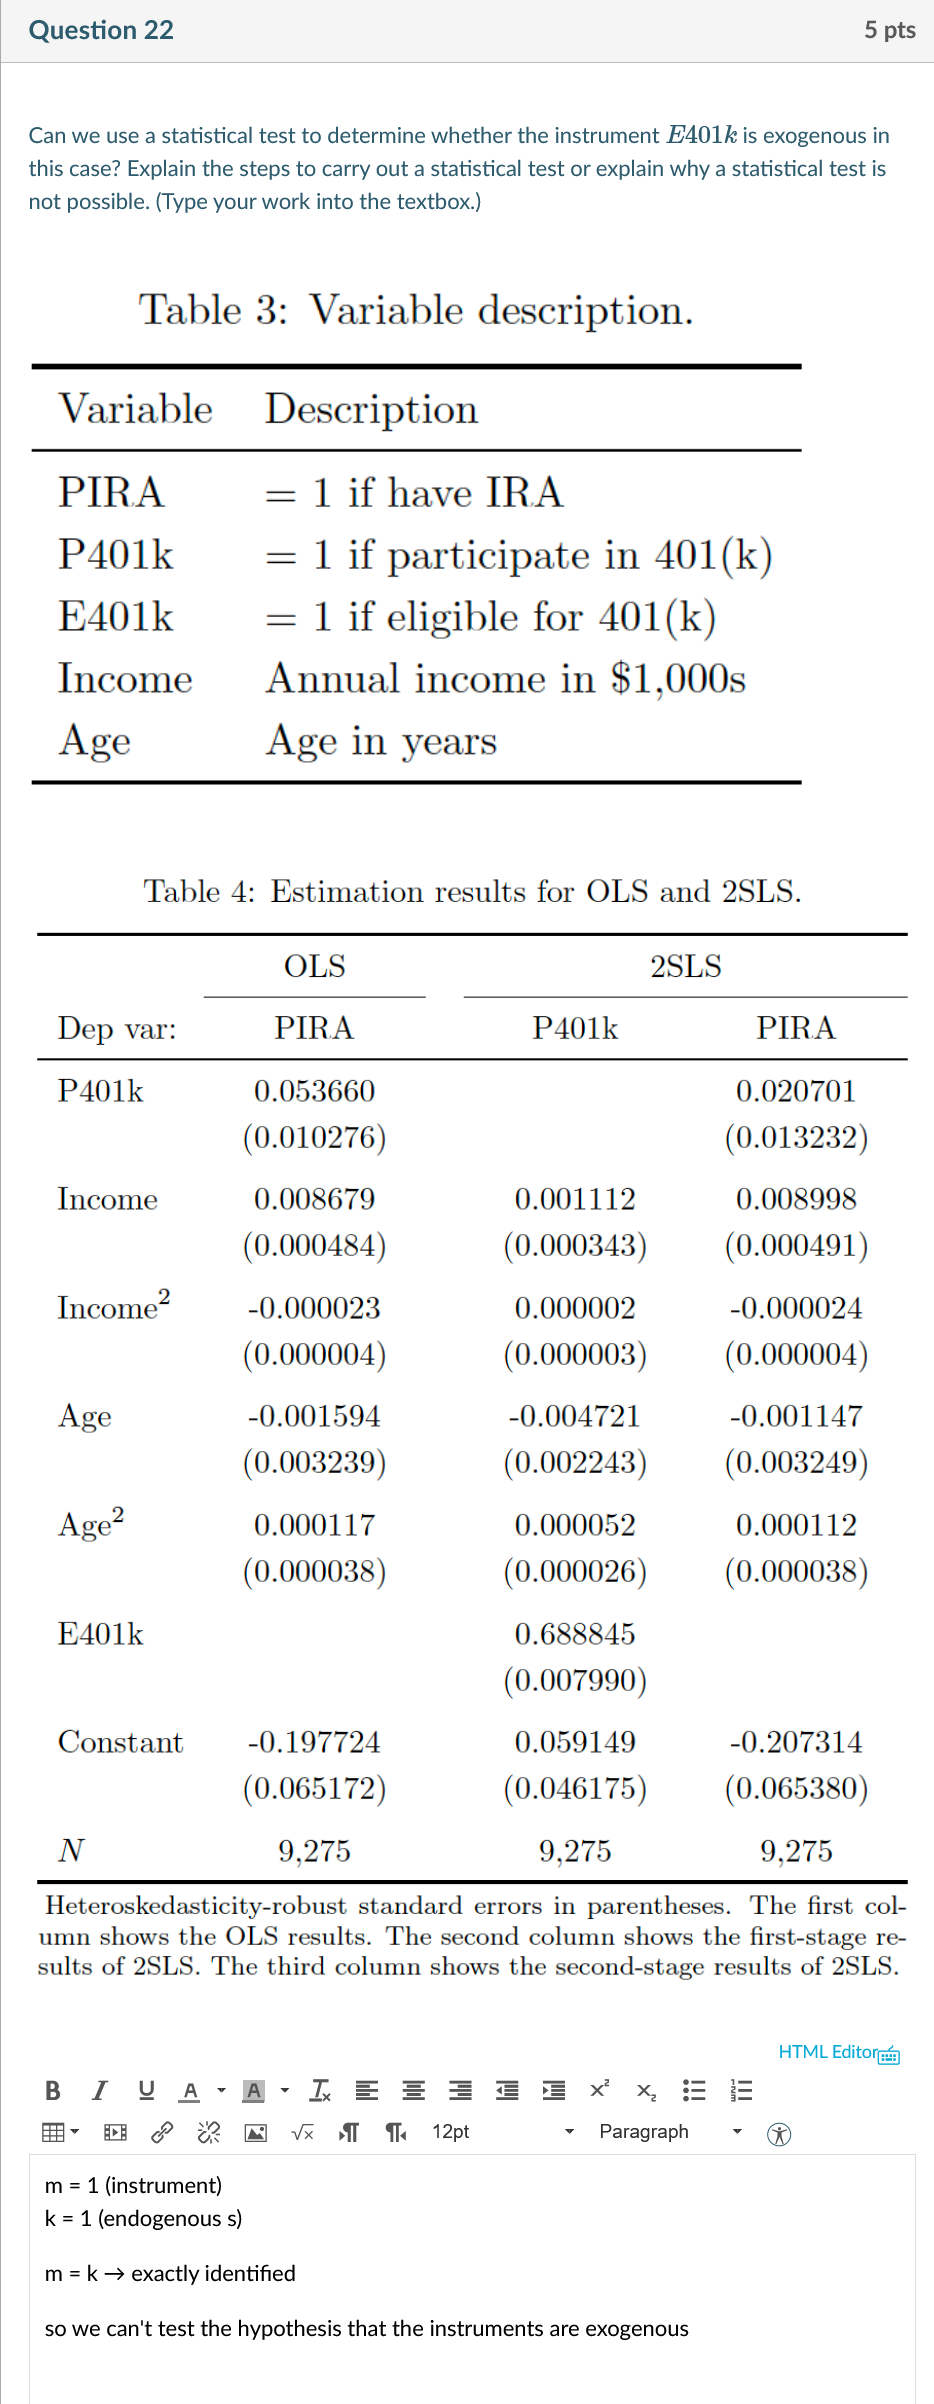 Question 22 5 pts
Can we use a statistical test to determine whether the instrument E401k is exogenous in
this case? Explain the steps to carry out a statistical test or explain why a statistical test is
not possible. (Type your work into the textbox.)
Table 3: Variable description.
Variable Description
PIRA = 1 if have IRA
P401k = 1 if participate in 401(k)
E401k = 1 if eligible for 401(k)
Income Annual income in $1,000s
Age Age in years
Table 4: Estimation results for OLS and 2SLS.
OLS 2SLS
Dep var: PIRA P401k PIRA
P401k 0.053660 0.020701
(0.010276) (0.013232)
Income 0.008679 0.001112 0.008998
(0.000484) (0.000343) (0.000491)
Income² -0.000023 0.000002 -0.000024
(0.000004) (0.000003) (0.000004)
Age -0.001594 -0.004721 -0.001147
(0.003239) (0.002243) (0.003249)
Age² 0.000117 0.000052 0.000112
(0.000038) (0.000026) (0.000038)
E401k 0.688845
(0.007990)
Constant -0.197724 0.059149 -0.207314
(0.065172) (0.046175) (0.065380)
N 9,275 9,275 9,275
Heteroskedasticity-robust standard errors in parentheses. The first col-
umn shows the OLS results. The second column shows the first-stage re-
sults of 2SLS. The third column shows the second-stage results of 2SLS.
HTML Editor
B I U A A Tx x² x₂
√x 12pt Paragraph
m = 1 (instrument)
k = 1 (endogenous s)
m = k → exactly identified
so we can't test the hypothesis that the instruments are exogenous